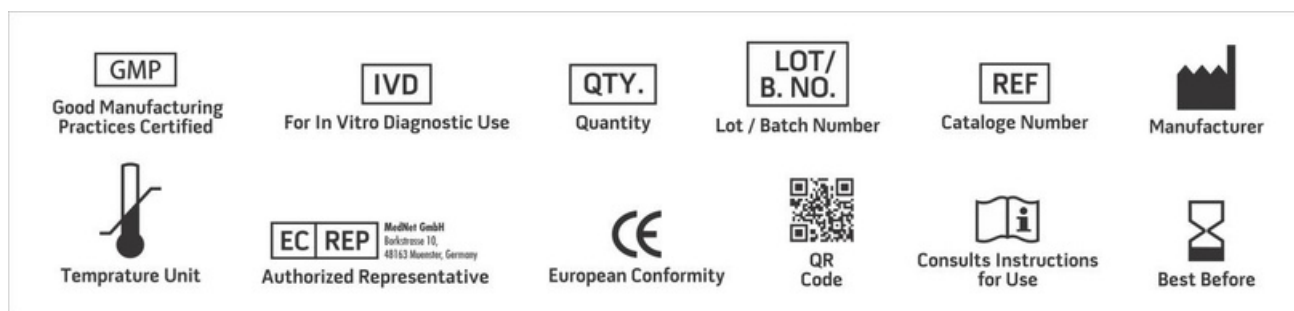 GMP
Good Manufacturing
Practices Certified
IVD
For In Vitro Diagnostic Use
QTY.
Quantity
LOT/
B. NO.
Lot / Batch Number
REF
Cataloge Number
Manufacturer
Temprature Unit
EC REP
MedNet GmbH
Borkstrasse 10,
48163 Muenster, Germany
Authorized Representative
CE
European Conformity
QR
Code
i
Consults Instructions
for Use
Best Before